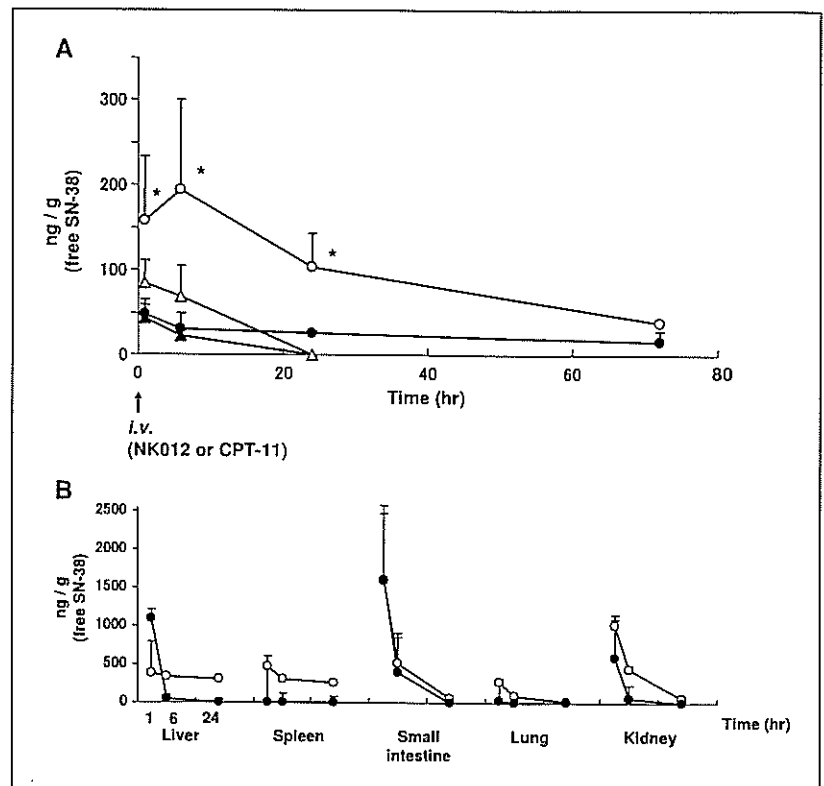 A
300
200
100
0
ng / g
(free SN-38)
*
*
*
0
20
40
60
80
Time (hr)
i.v.
(NK012 or CPT-11)
B
2500
2000
1500
1000
500
0
ng / g
(free SN-38)
1 6 24
Time (hr)
Liver
Spleen
Small
intestine
Lung
Kidney